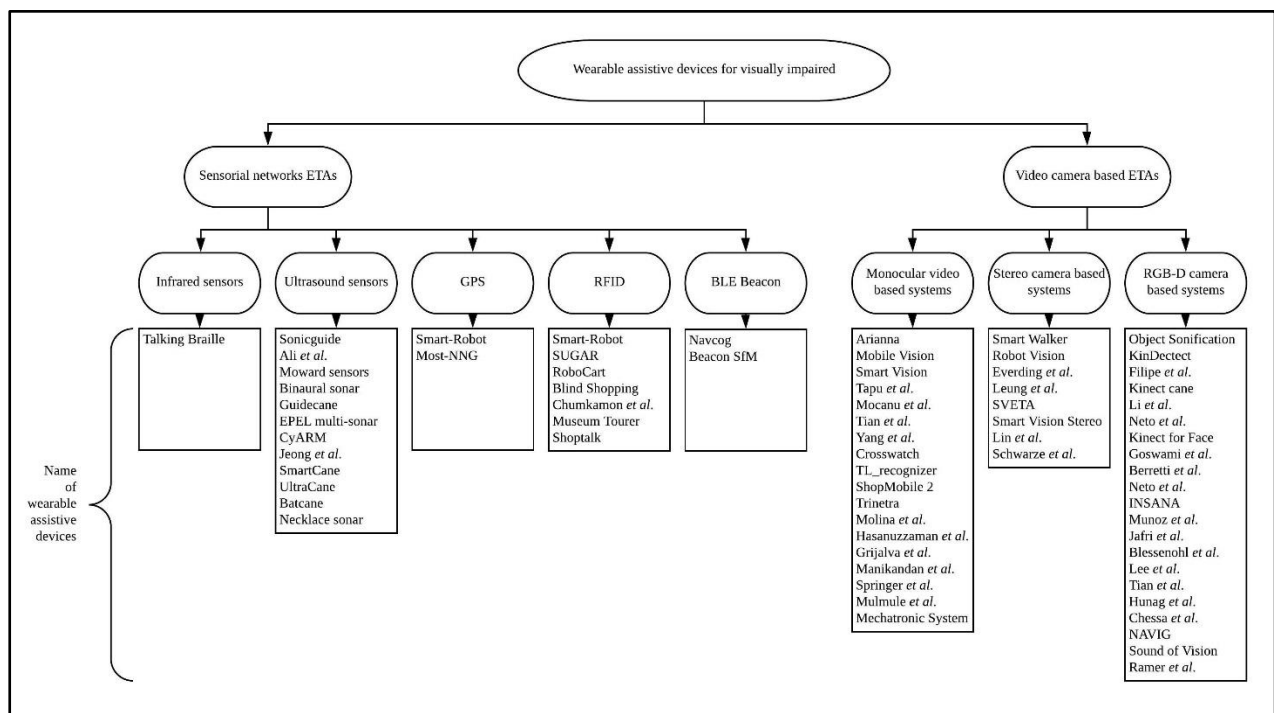 Wearable assistive devices for visually impaired
Sensorial networks ETAs
Video camera based ETAs
Infrared sensors
Ultrasound sensors
GPS
RFID
BLE Beacon
Monocular video
based systems
Stereo camera based
systems
RGB-D camera
based systems
Name
of
wearable
assistive
devices
Talking Braille
Sonicguide
Ali et al.
Moward sensors
Binaural sonar
Guidecane
EPEL multi-sonar
CyARM
Jeong et al.
SmartCane
UltraCane
Batcane
Necklace sonar
Smart-Robot
Most-NNG
Smart-Robot
SUGAR
RoboCart
Blind Shopping
Chumkamon et al.
Museum Tourer
Shoptalk
Navcog
Beacon SfM
Arianna
Mobile Vision
Smart Vision
Tapu et al.
Mocanu et al.
Tian et al.
Yang et al.
Crosswatch
TL_recognizer
ShopMobile 2
Trinetra
Molina et al.
Hasanuzzaman et al.
Grijalva et al.
Manikandan et al.
Springer et al.
Mulmule et al.
Mechatronic System
Smart Walker
Robot Vision
Everding et al.
Leung et al.
SVETA
Smart Vision Stereo
Lin et al.
Schwarze et al.
Object Sonification
KinDectect
Filipe et al.
Kinect cane
Li et al.
Neto et al.
Kinect for Face
Goswami et al.
Berretti et al.
Neto et al.
INSANA
Munoz et al.
Jafri et al.
Blessenohl et al.
Lee et al.
Tian et al.
Hunag et al.
Chessa et al.
NAVIG
Sound of Vision
Ramer et al.